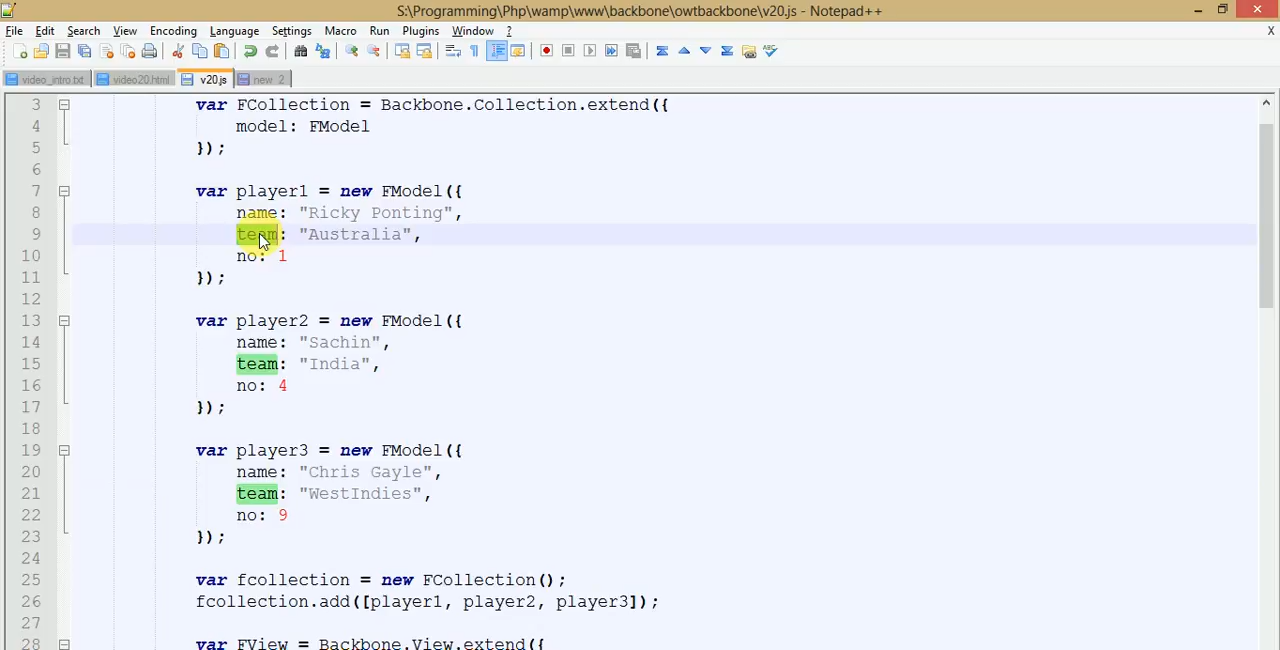 S:\Programming\Php\wamp\www\backbone\owtbackbone\v20.js - Notepad++
File Edit Search View Encoding Language Settings Macro Run Plugins Window ? X
video_intro.txt video20.html v20.js new 2
3 var FCollection = Backbone.Collection.extend({
4 model: FModel
5 });
6
7 var player1 = new FModel({
8 name: "Ricky Ponting",
9 team: "Australia",
10 no: 1
11 });
12
13 var player2 = new FModel({
14 name: "Sachin",
15 team: "India",
16 no: 4
17 });
18
19 var player3 = new FModel({
20 name: "Chris Gayle",
21 team: "WestIndies",
22 no: 9
23 });
24
25 var fcollection = new FCollection();
26 fcollection.add([player1, player2, player3]);
27
28 var FView = Backbone.View.extend({